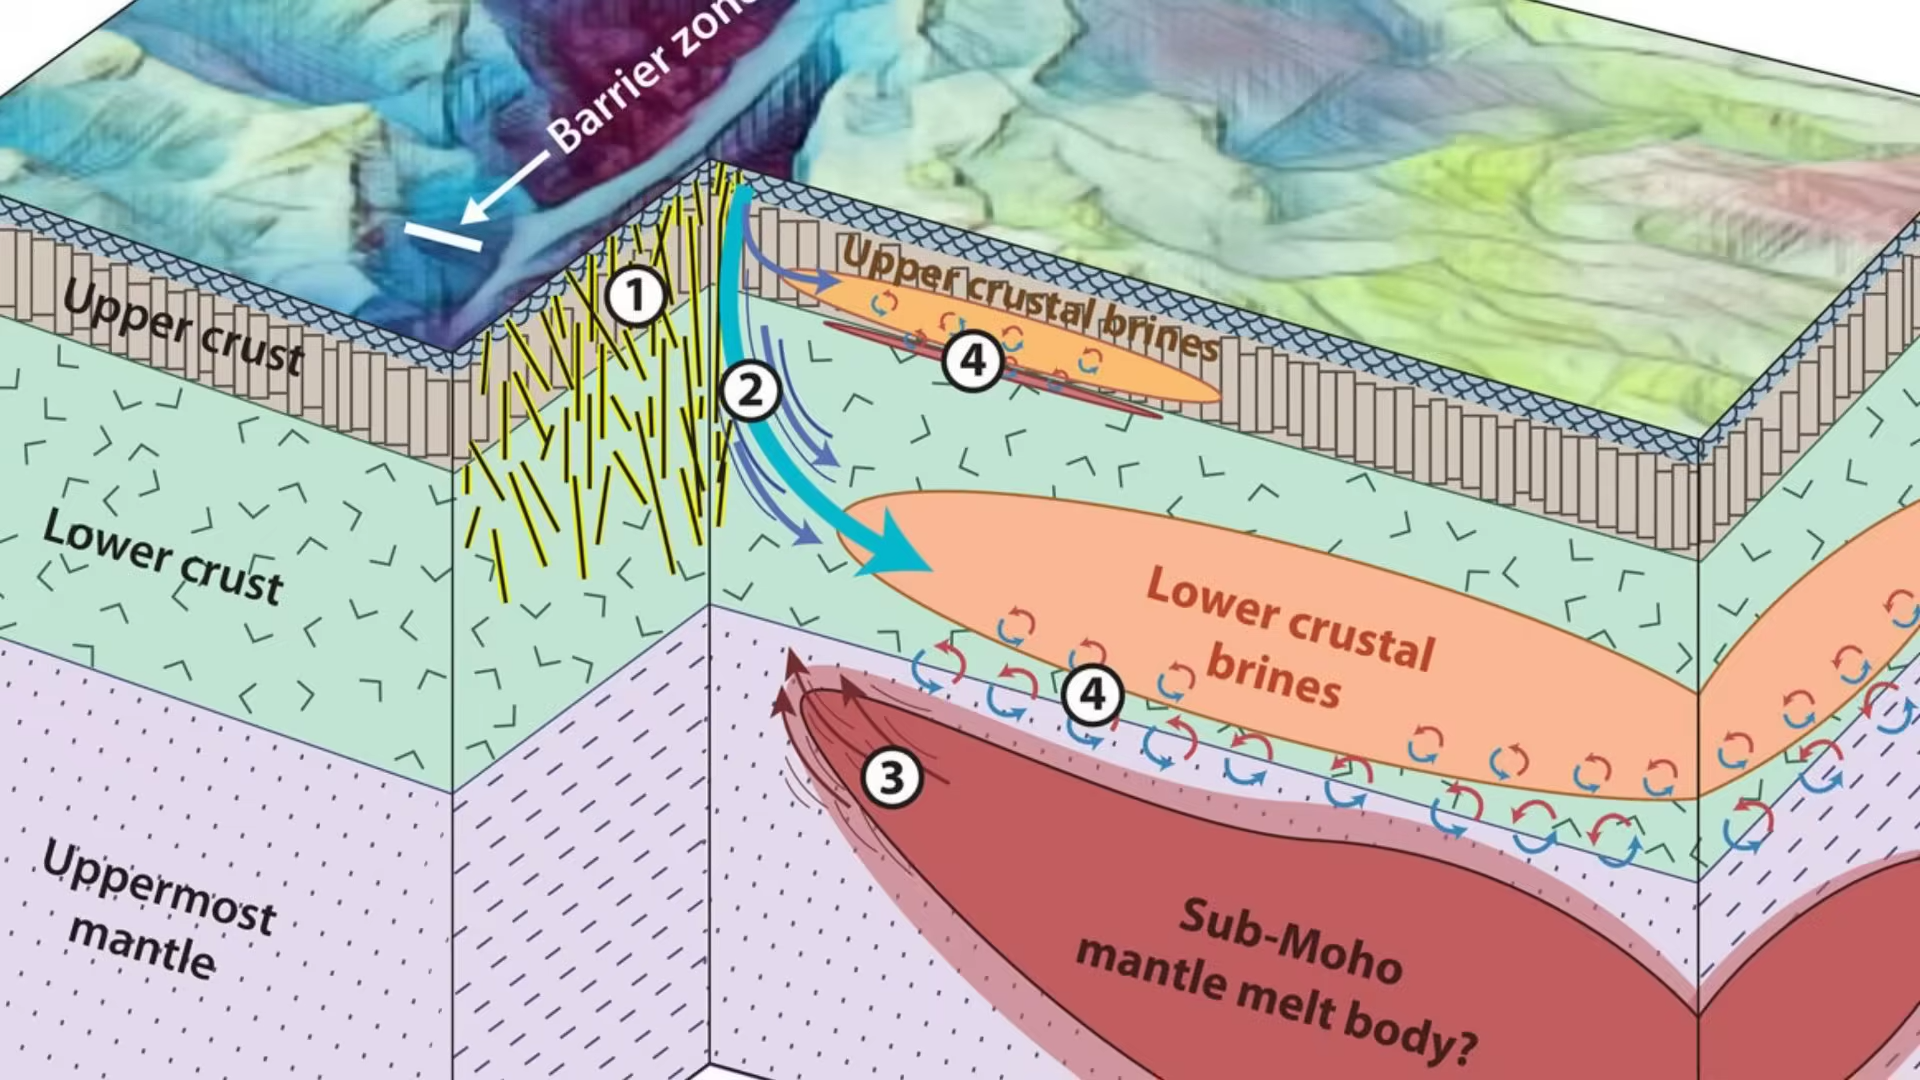 Barrier zone
Upper crust
Upper crustal brines
1
4
2
Lower crust
Lower crustal
brines
4
3
Uppermost
mantle
Sub-Moho
mantle melt body?